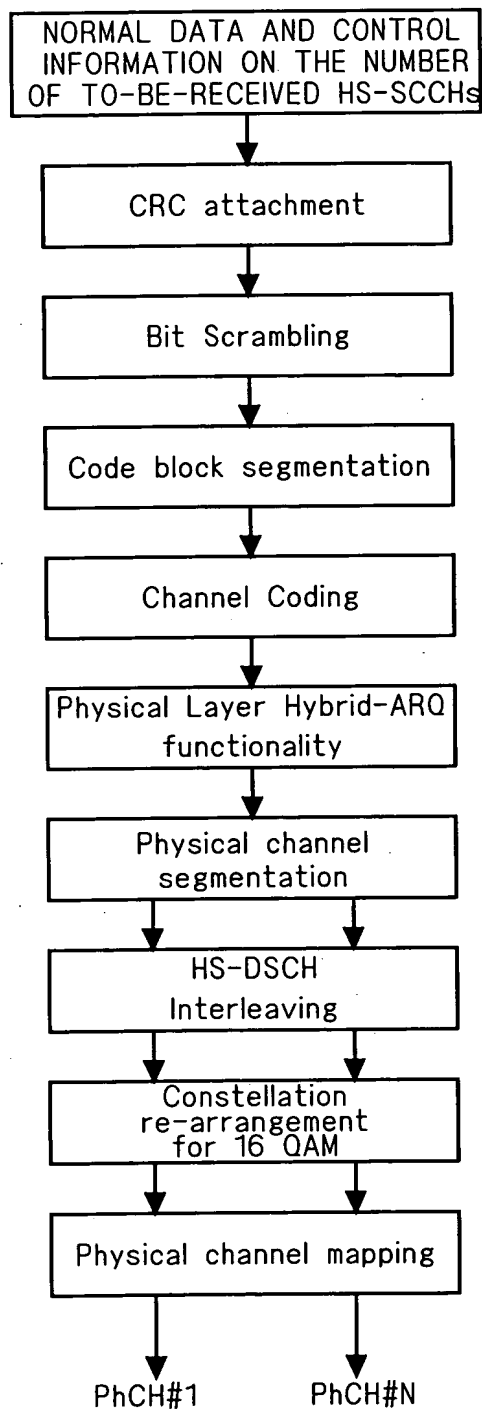 NORMAL DATA AND CONTROL
INFORMATION ON THE NUMBER
OF TO-BE-RECEIVED HS-SCCHs
CRC attachment
Bit Scrambling
Code block segmentation
Channel Coding
Physical Layer Hybrid-ARQ
functionality
Physical channel
segmentation
HS-DSCH
Interleaving
Constellation
re-arrangement
for 16 QAM
Physical channel mapping
PhCH#1 PhCH#N